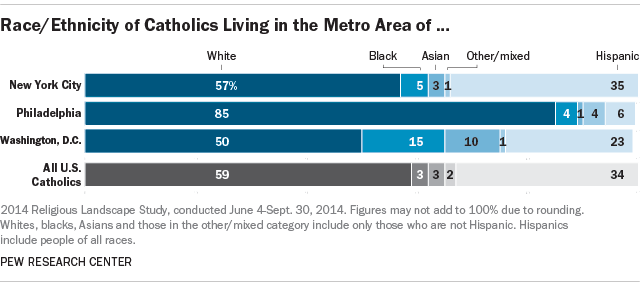 Race/Ethnicity of Catholics Living in the Metro Area of ...
White Black Asian Other/mixed Hispanic
New York City 57% 5 3 1 35
Philadelphia 85 4 1 4 6
Washington, D.C. 50 15 10 1 23
All U.S.
Catholics 59 3 3 2 34
2014 Religious Landscape Study, conducted June 4-Sept. 30, 2014. Figures may not add to 100% due to rounding.
Whites, blacks, Asians and those in the other/mixed category include only those who are not Hispanic. Hispanics
include people of all races.
PEW RESEARCH CENTER